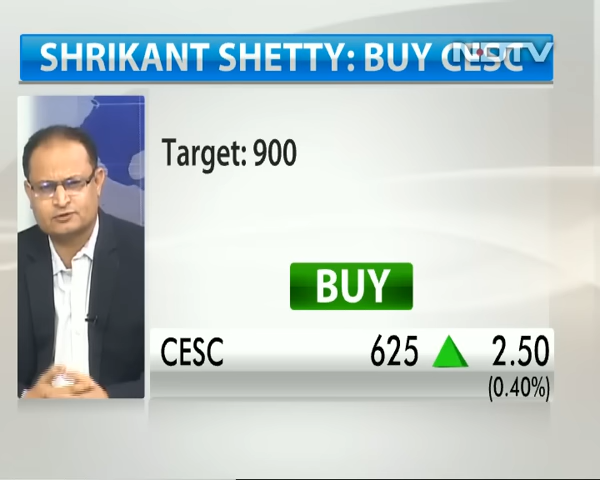 SHRIKANT SHETTY: BUY CESC
NDTV
Target: 900
BUY
CESC 625 2.50
(0.40%)